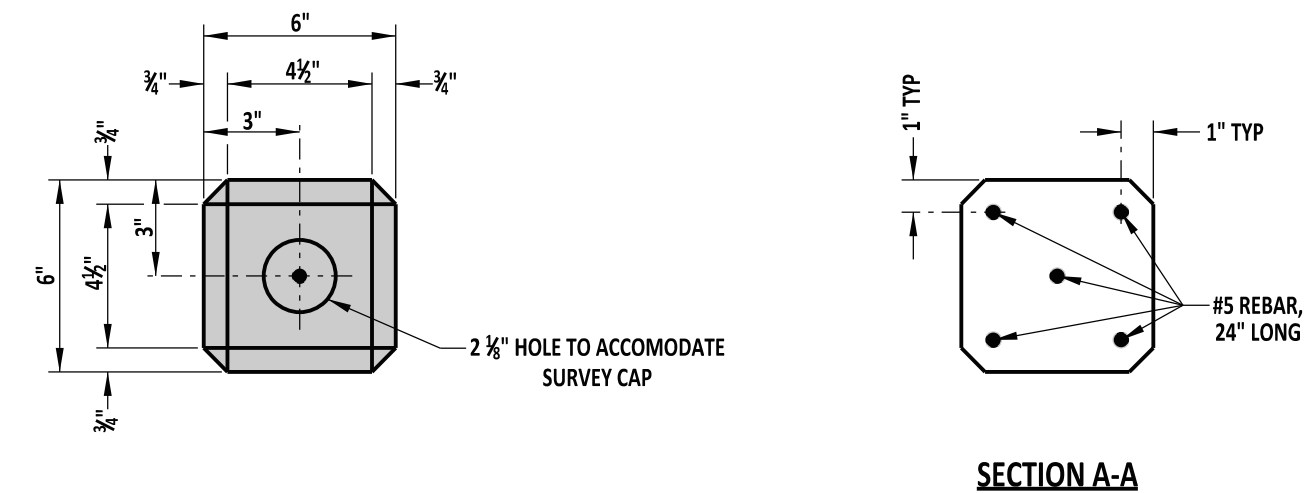 6"
¾"
4½"
¾"
3"
¾"
3"
6"
4½"
¾"
2 ⅛" HOLE TO ACCOMODATE
SURVEY CAP
1" TYP
1" TYP
#5 REBAR,
24" LONG
SECTION A-A